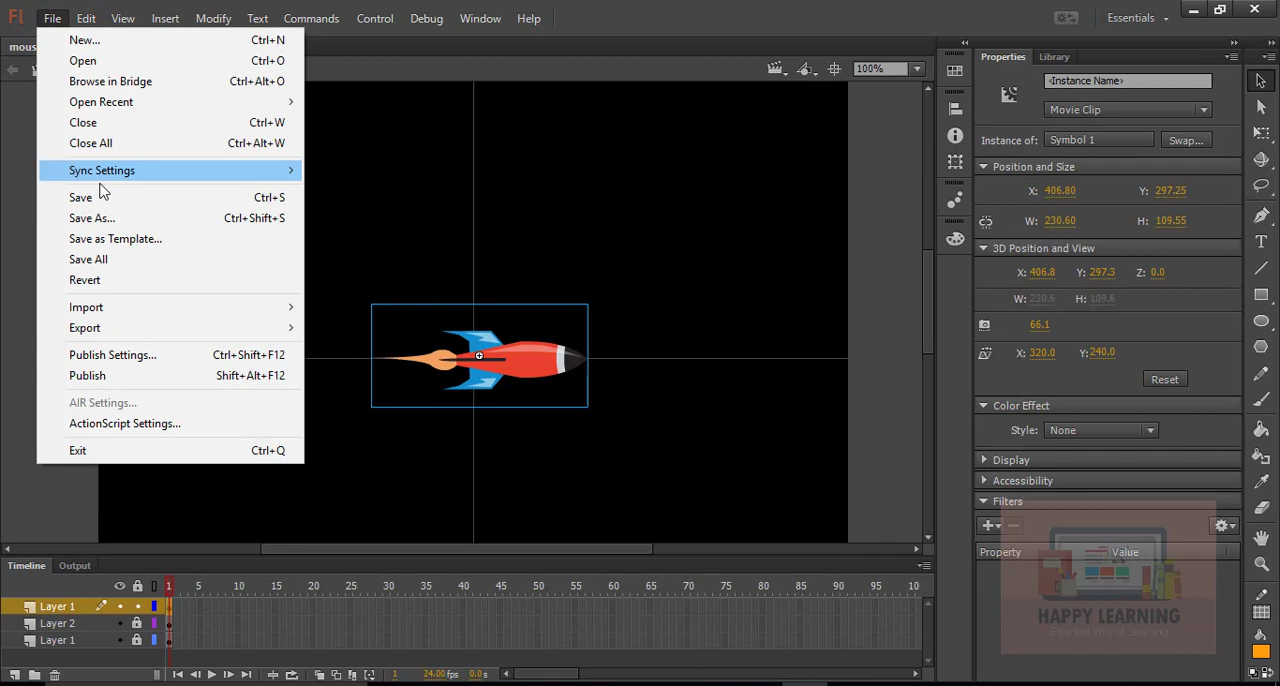 Fl File Edit View Insert Modify Text Commands Control Debug Window Help Essentials
New... Ctrl+N
Open Ctrl+O
Browse in Bridge Ctrl+Alt+O
Open Recent
Close Ctrl+W
Close All Ctrl+Alt+W
Sync Settings
Save Ctrl+S
Save As... Ctrl+Shift+S
Save as Template...
Save All
Revert
Import
Export
Publish Settings... Ctrl+Shift+F12
Publish Shift+Alt+F12
AIR Settings...
ActionScript Settings...
Exit Ctrl+Q
mous
100%
Properties Library
<Instance Name>
Movie Clip
Instance of: Symbol 1 Swap...
Position and Size
X: 406.80 Y: 297.25
W: 230.60 H: 109.55
3D Position and View
X: 406.8 Y: 297.3 Z: 0.0
W: 230.6 H: 109.6
66.1
X: 320.0 Y: 240.0
Reset
Color Effect
Style: None
Display
Accessibility
Filters
Property Value
HAPPY LEARNING
Smartest Way of Learning
Timeline Output
1 5 10 15 20 25 30 35 40 45 50 55 60 65 70 75 80 85 90 95 10
Layer 1
Layer 2
Layer 1
1 24.00 fps 0.0 s